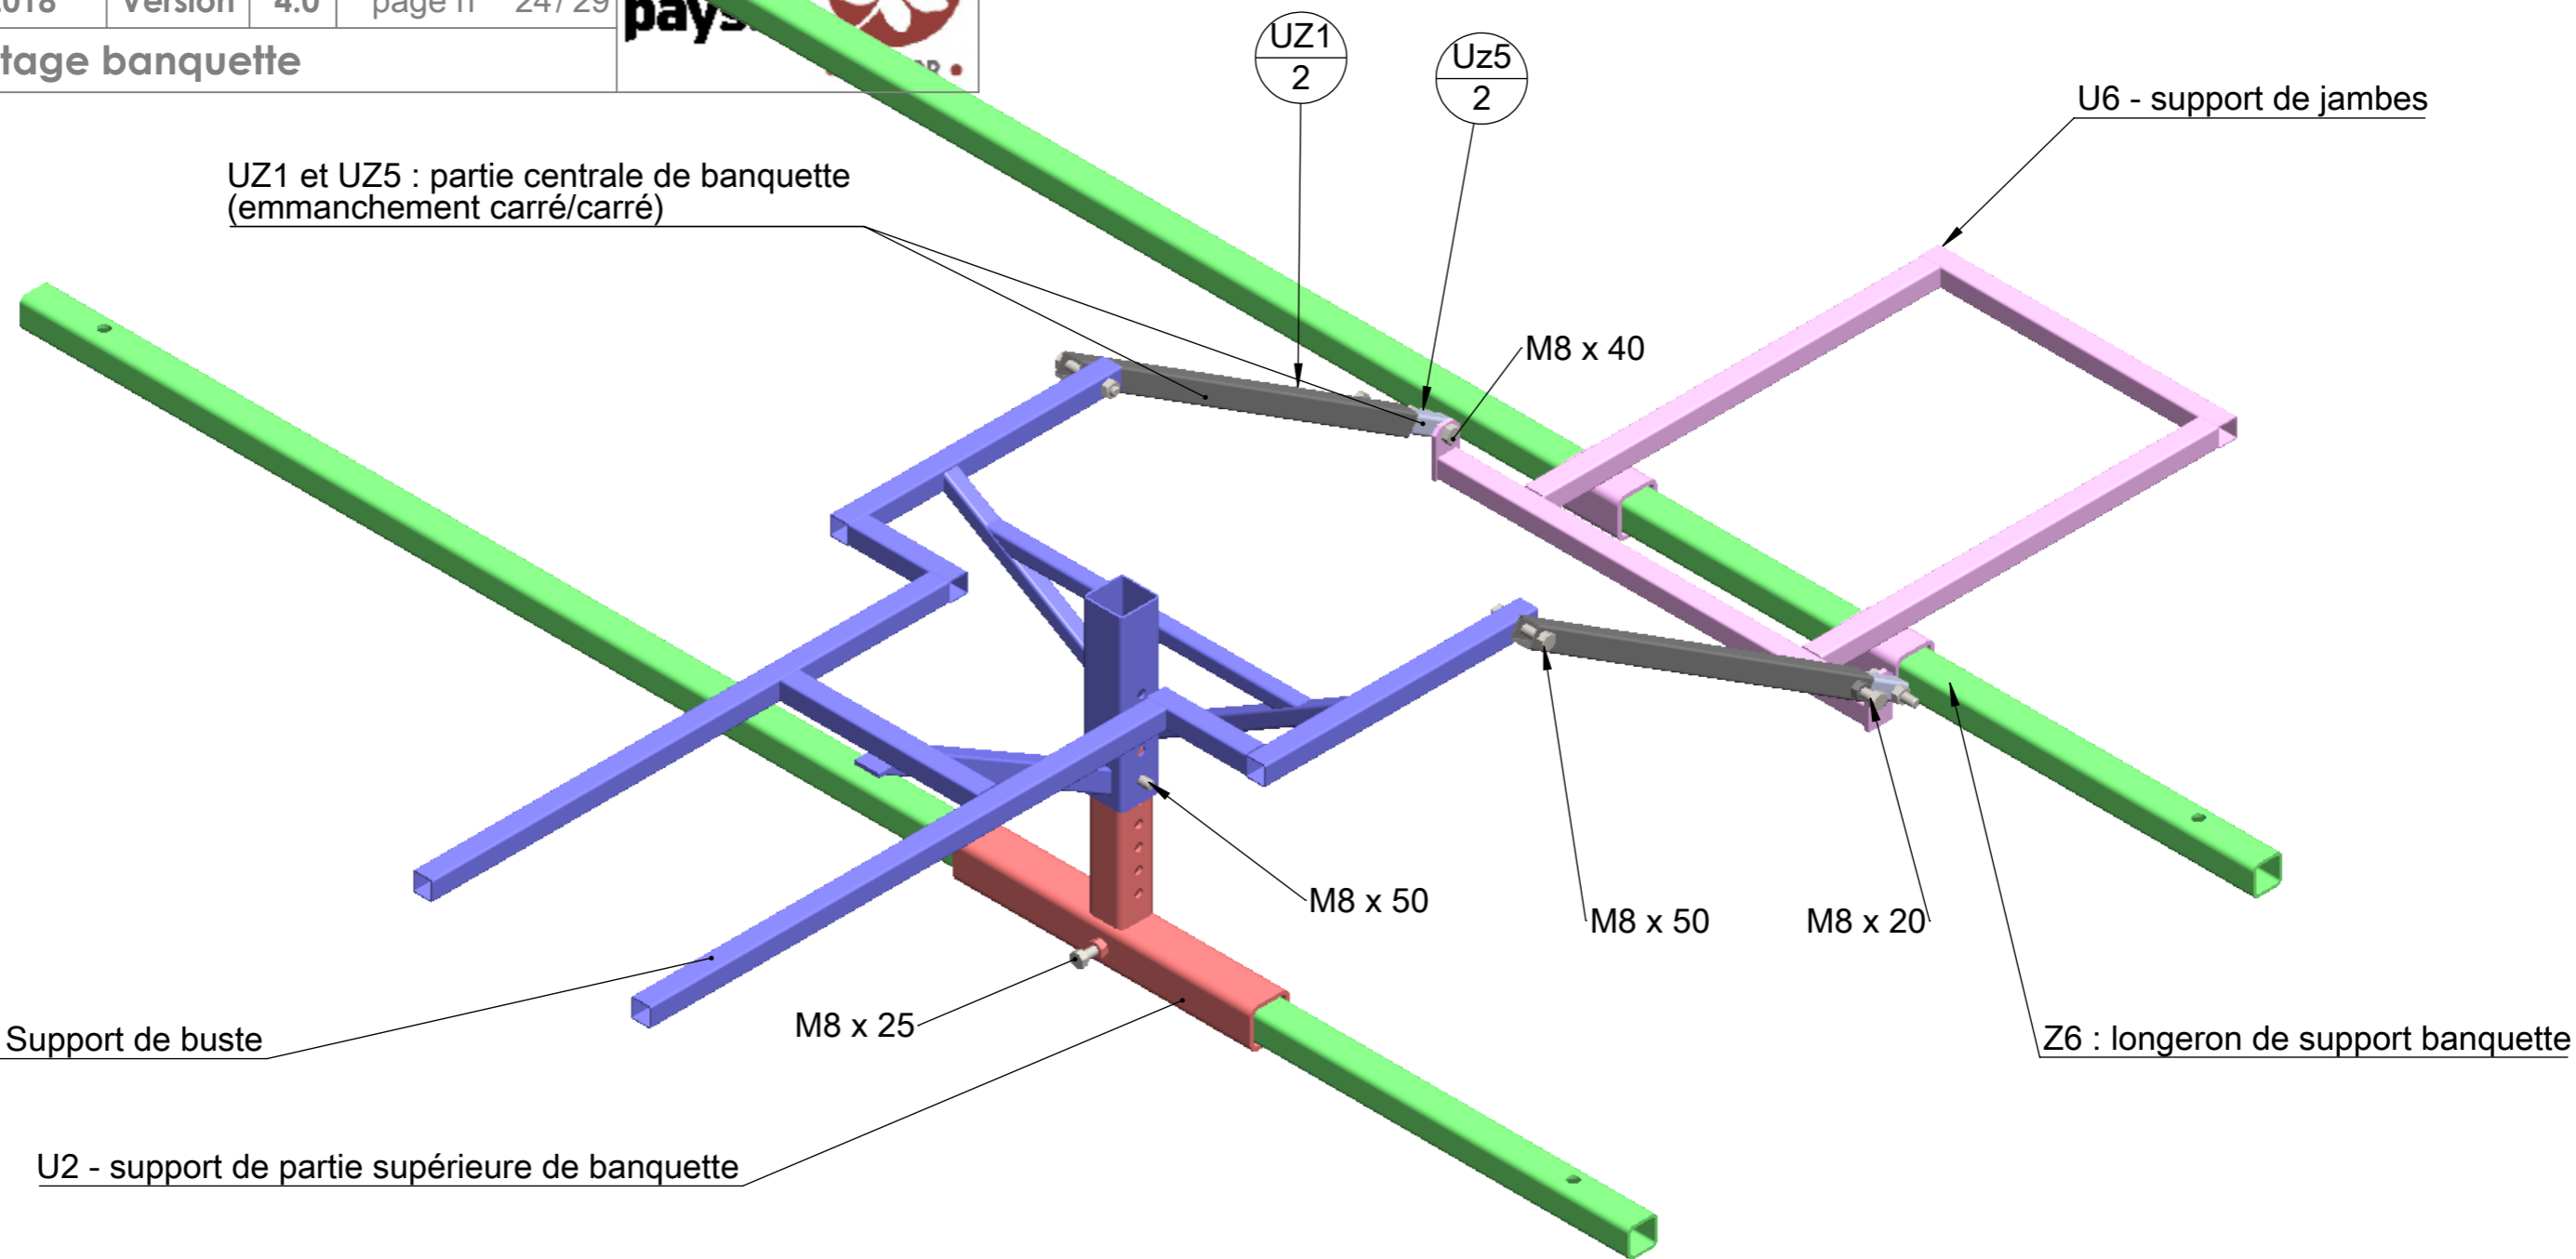 2018 Version 4.0 page n° 24 / 29
tage banquette
pays
UZ1
2
Uz5
2
U6 - support de jambes
UZ1 et UZ5 : partie centrale de banquette
(emmanchement carré/carré)
M8 x 40
M8 x 50
M8 x 50
M8 x 20
M8 x 25
Support de buste
Z6 : longeron de support banquette
U2 - support de partie supérieure de banquette